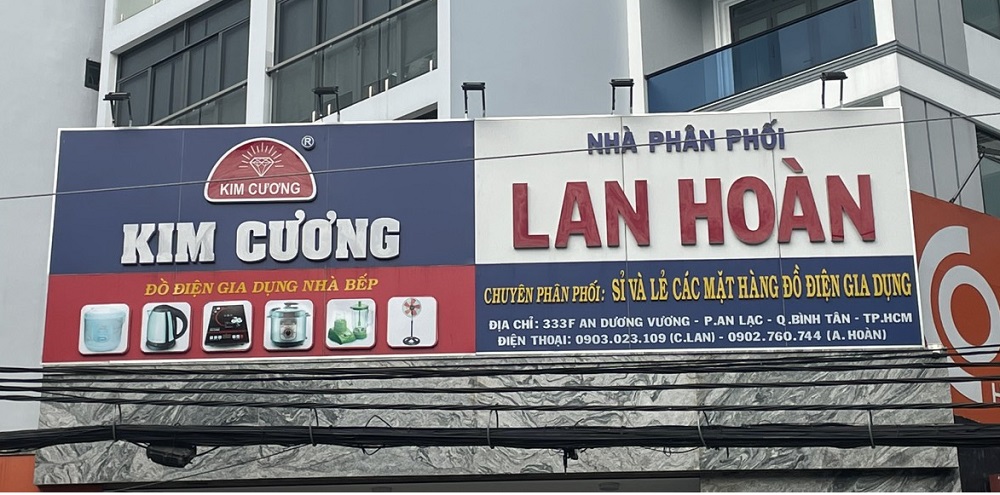 ®
KIM CƯƠNG
KIM CƯƠNG
ĐỒ ĐIỆN GIA DỤNG NHÀ BẾP
NHÀ PHÂN PHỐI
LAN HOÀN
CHUYÊN PHÂN PHỐI: SỈ VÀ LẺ CÁC MẶT HÀNG ĐỒ ĐIỆN GIA DỤNG
ĐỊA CHỈ: 333F AN DƯƠNG VƯƠNG - P.AN LẠC - Q.BÌNH TÂN - TP.HCM
ĐIỆN THOẠI: 0903.023.109 (C.LAN) - 0902.760.744 (A.HOÀN)